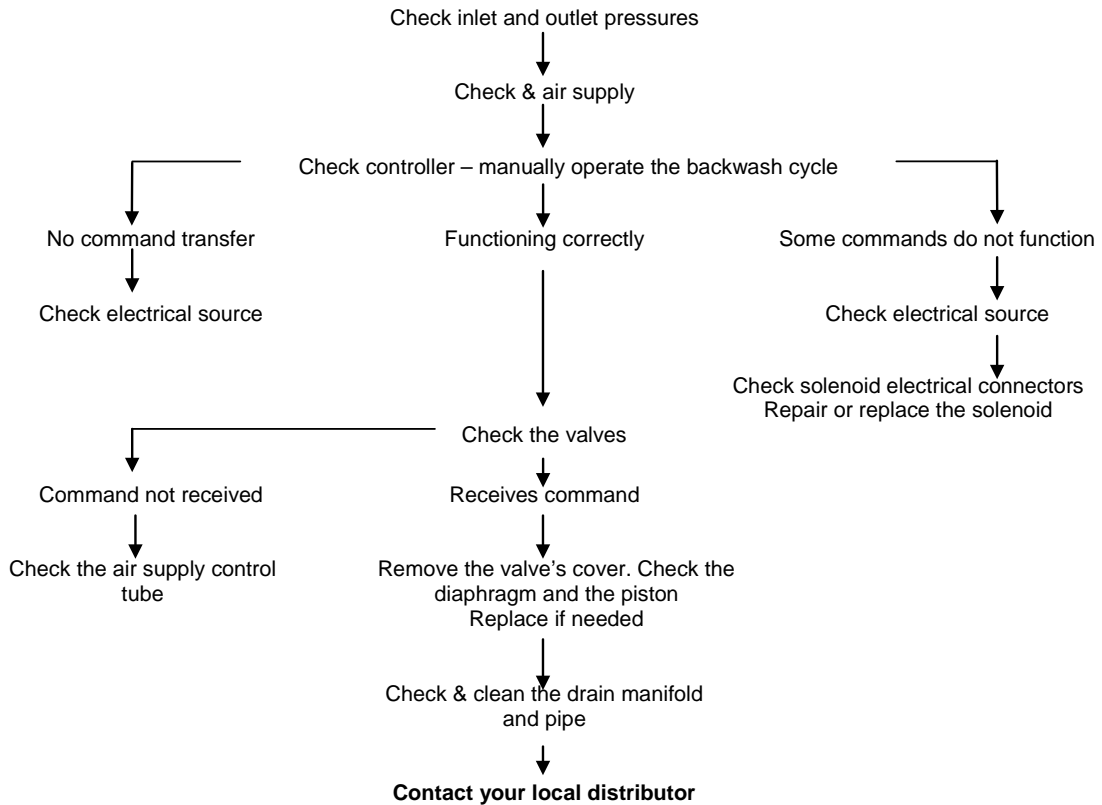 Check inlet and outlet pressures
Check & air supply
Check controller – manually operate the backwash cycle
No command transfer
Functioning correctly
Some commands do not function
Check electrical source
Check electrical source
Check solenoid electrical connectors
Repair or replace the solenoid
Check the valves
Command not received
Receives command
Check the air supply control
tube
Remove the valve’s cover. Check the
diaphragm and the piston
Replace if needed
Check & clean the drain manifold
and pipe
Contact your local distributor